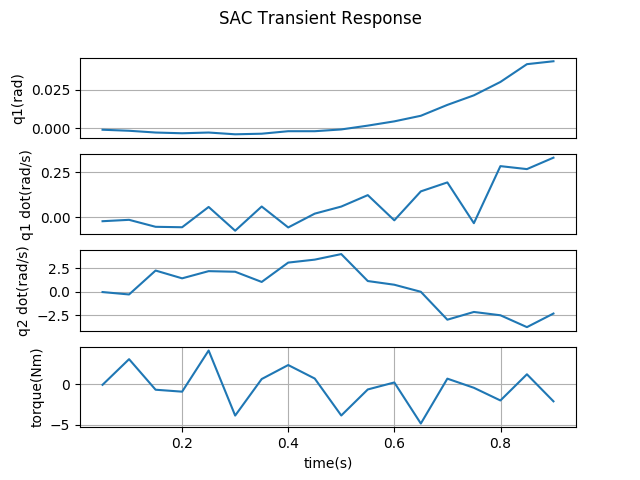 SAC Transient Response
q1(rad)
0.025
0.000
q1 dot(rad/s)
0.25
0.00
q2 dot(rad/s)
2.5
0.0
−2.5
torque(Nm)
0
−5
0.2 0.4 0.6 0.8
time(s)